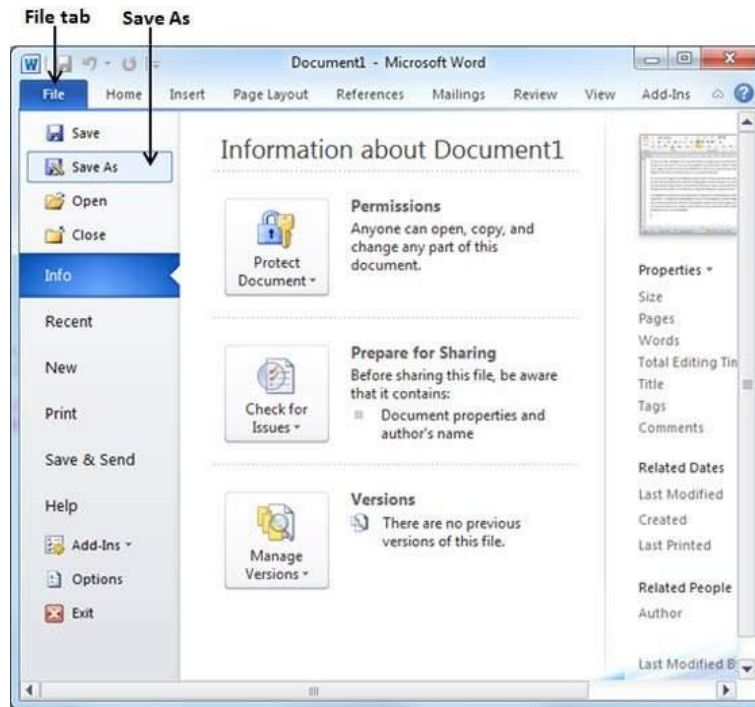 File tab Save As
Document1 - Microsoft Word
File Home Insert Page Layout References Mailings Review View Add-Ins
Save
Save As
Open
Close
Info
Recent
New
Print
Save & Send
Help
Add-Ins
Options
Exit
Information about Document1
Protect
Document
Permissions
Anyone can open, copy, and
change any part of this
document.
Check for
Issues
Prepare for Sharing
Before sharing this file, be aware
that it contains:
Document properties and
author's name
Manage
Versions
Versions
There are no previous
versions of this file.
Properties
Size
Pages
Words
Total Editing Tin
Title
Tags
Comments
Related Dates
Last Modified
Created
Last Printed
Related People
Author
Last Modified B